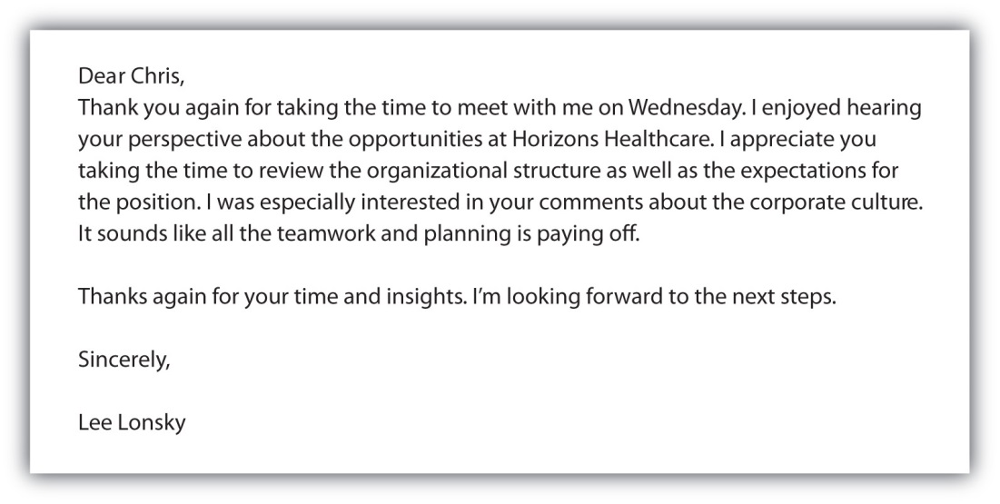 Dear Chris,
Thank you again for taking the time to meet with me on Wednesday. I enjoyed hearing
your perspective about the opportunities at Horizons Healthcare. I appreciate you
taking the time to review the organizational structure as well as the expectations for
the position. I was especially interested in your comments about the corporate culture.
It sounds like all the teamwork and planning is paying off.
Thanks again for your time and insights. I’m looking forward to the next steps.
Sincerely,
Lee Lonsky